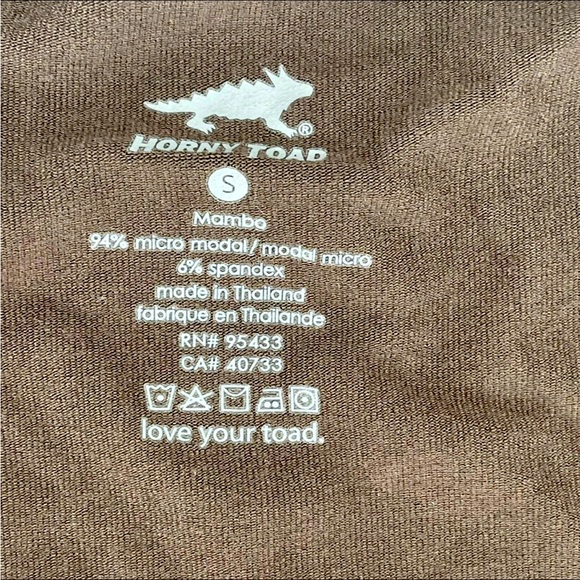 ®
HORNY TOAD
S
Mambo
94% micro modal/modal micro
6% spandex
made in Thailand
fabrique en Thailande
RN# 95433
CA# 40733
love your toad.